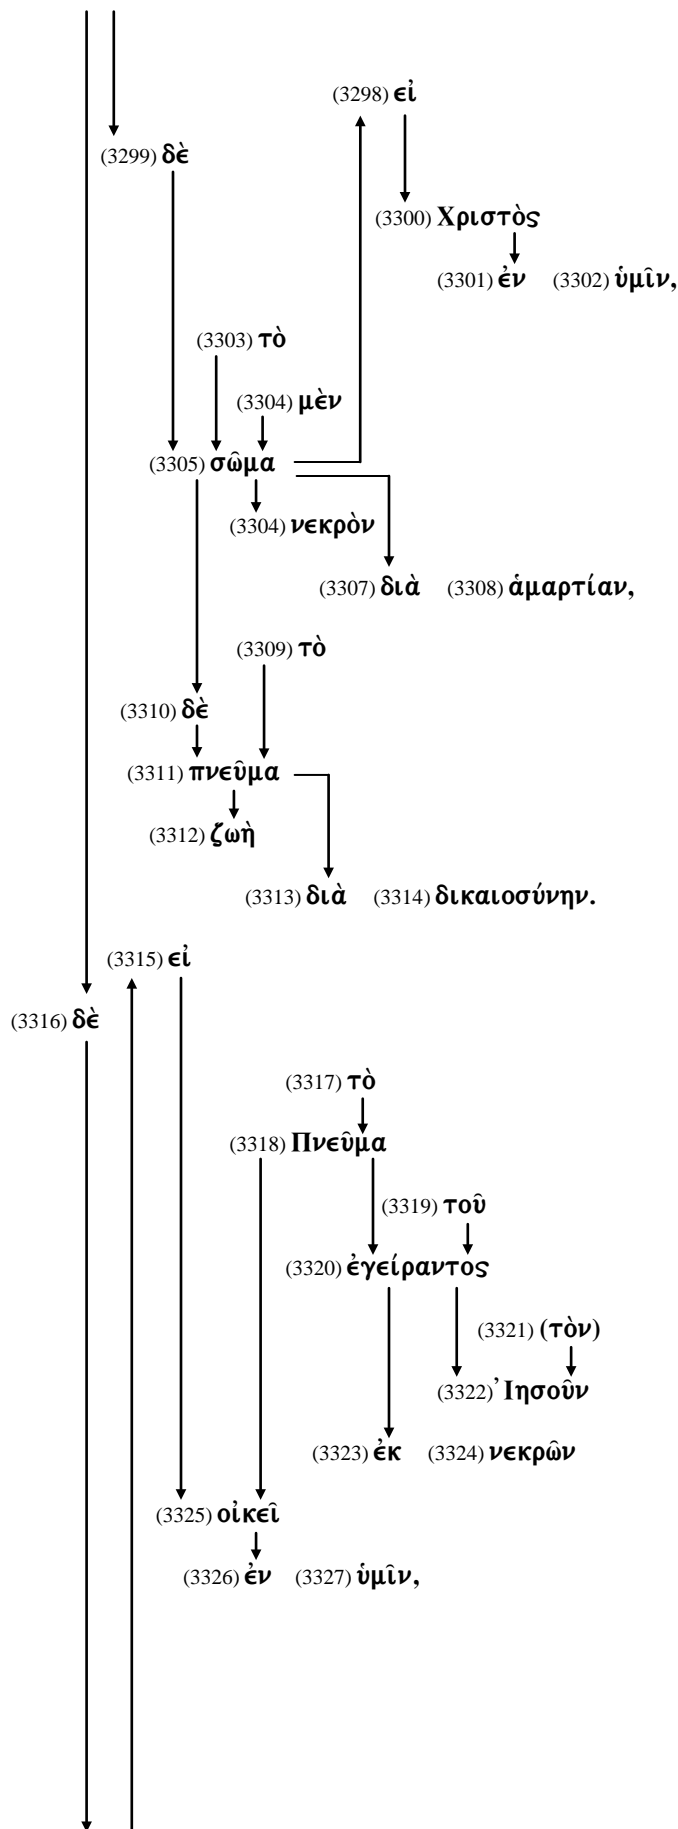 (3298) εἰ
(3299) δὲ
(3300) Χριστὸς
(3301) ἐν (3302) ὑμῖν,
(3303) τὸ
(3304) μὲν
(3305) σῶμα
(3304) νεκρὸν
(3307) διὰ (3308) ἁμαρτίαν,
(3309) τὸ
(3310) δὲ
(3311) πνεῦμα
(3312) ζωὴ
(3313) διὰ (3314) δικαιοσύνην.
(3315) εἰ
(3316) δὲ
(3317) τὸ
(3318) Πνεῦμα
(3319) τοῦ
(3320) ἐγείραντος
(3321) (τὸν)
(3322) Ἰησοῦν
(3323) ἐκ (3324) νεκρῶν
(3325) οἰκεῖ
(3326) ἐν (3327) ὑμῖν,